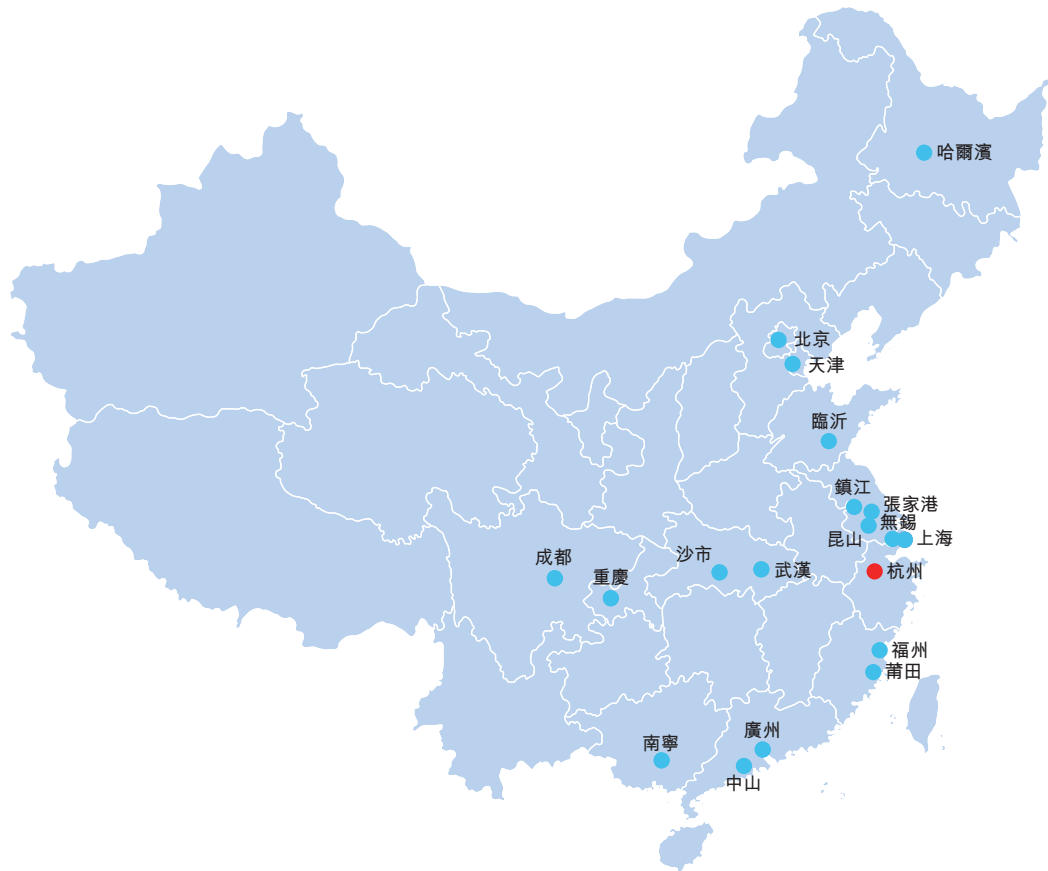 哈爾濱
北京
天津
臨沂
鎮江
張家港
無錫
昆山
上海
成都
沙市
武漢
杭州
重慶
福州
莆田
廣州
南寧
中山